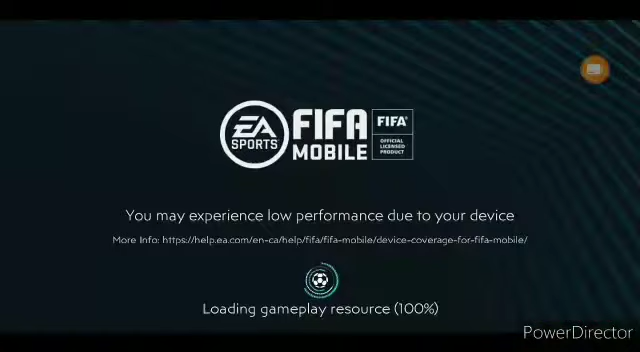 EA SPORTS FIFA MOBILE
FIFA®
OFFICIAL LICENSED PRODUCT
You may experience low performance due to your device
More Info: https://help.ea.com/en-ca/help/fifa/fifa-mobile/device-coverage-for-fifa-mobile/
Loading gameplay resource (100%)
PowerDirector